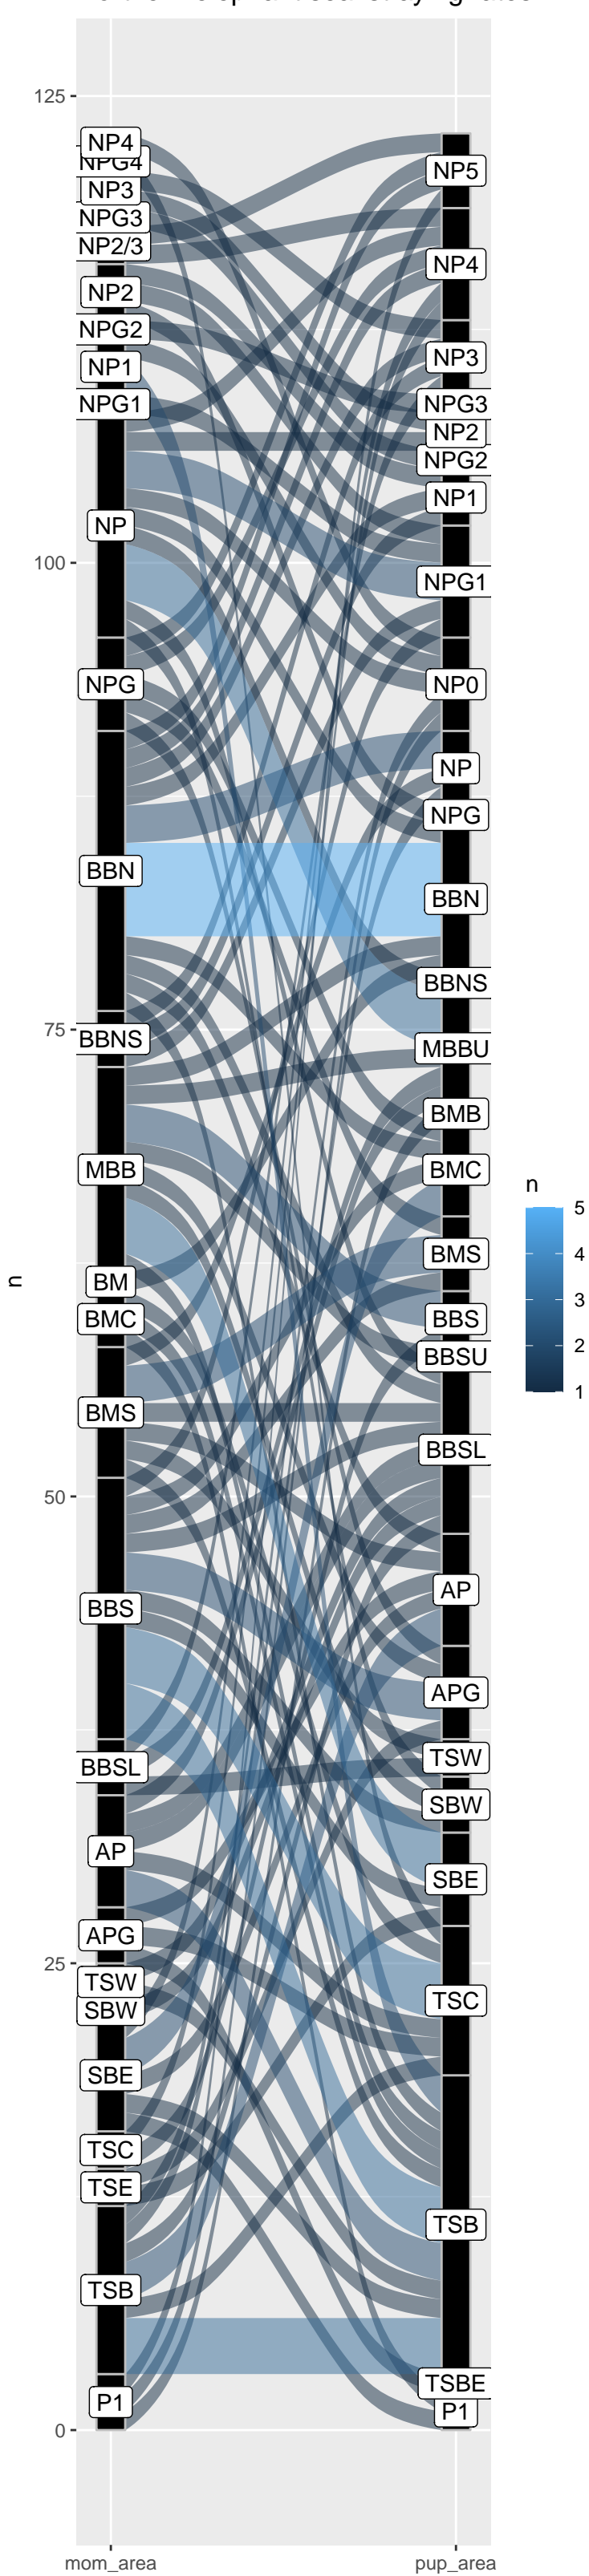 125
NP4
NPG4
NP3
NPG3
NP2/3
NP2
NPG2
NP1
NPG1
NP
NPG
BBN
BBNS
MBB
BM
BMC
BMS
BBS
BBSL
AP
APG
TSW
SBW
SBE
TSC
TSE
TSB
P1
NP5
NP4
NP3
NPG3
NP2
NPG2
NP1
NPG1
NP0
NP
NPG
BBN
BBNS
MBBU
BMB
BMC
BMS
BBS
BBSU
BBSL
AP
APG
TSW
SBW
SBE
TSC
TSB
TSBE
P1
100
75
50
25
0
n
mom_area
pup_area
n
5
4
3
2
1